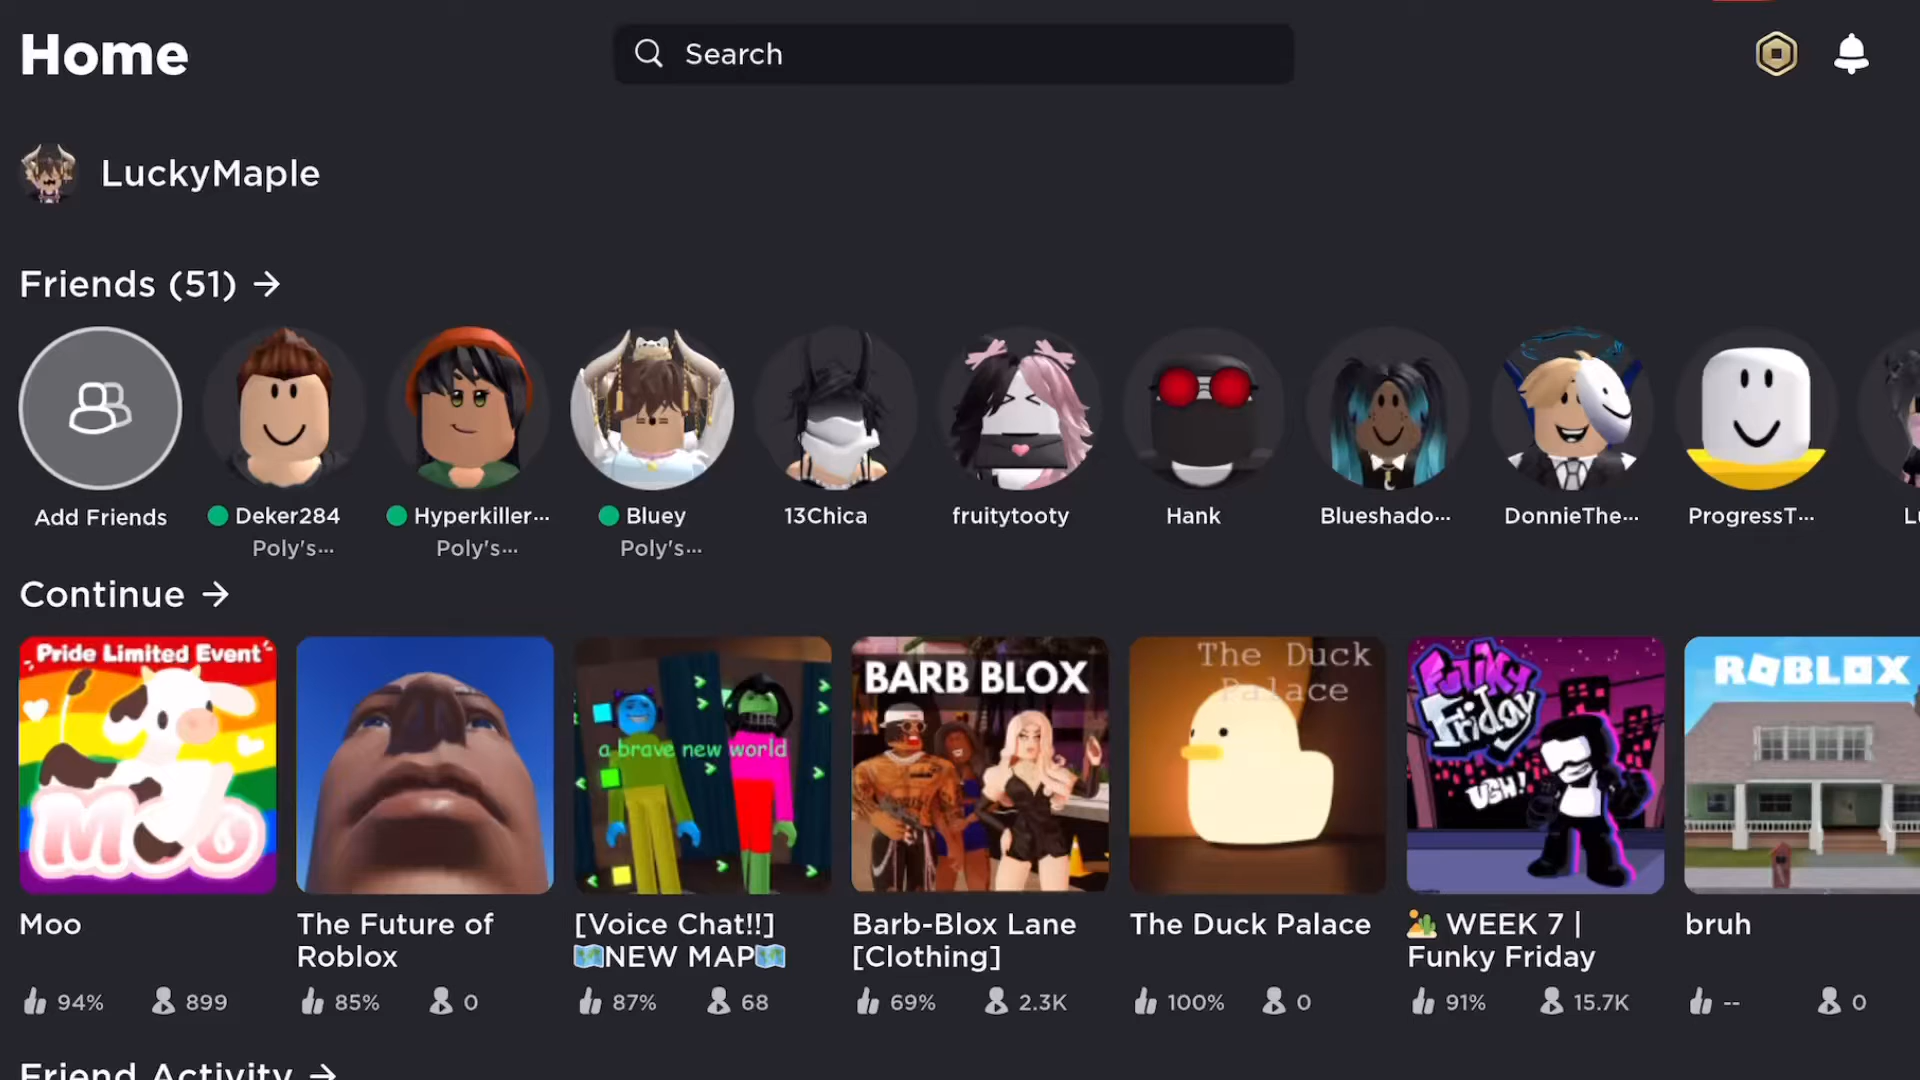 Home
Search
LuckyMaple
Friends (51) →
Add Friends
Deker284
Hyperkiller...
Bluey
13Chica
fruitytooty
Hank
Blueshado...
DonnieThe...
ProgressT...
Poly's...
Poly's...
Poly's...
Continue →
Pride Limited Event
Moo
a brave new world
BARB BLOX
The Duck
Palace
Funky
Friday
UGH!
ROBLOX
Moo
The Future of
Roblox
[Voice Chat!!]
🗺️NEW MAP🗺️
Barb-Blox Lane
[Clothing]
The Duck Palace
🏜️ WEEK 7 |
Funky Friday
bruh
94% 899
85% 0
87% 68
69% 2.3K
100% 0
91% 15.7K
-- 0
Friend Activity →